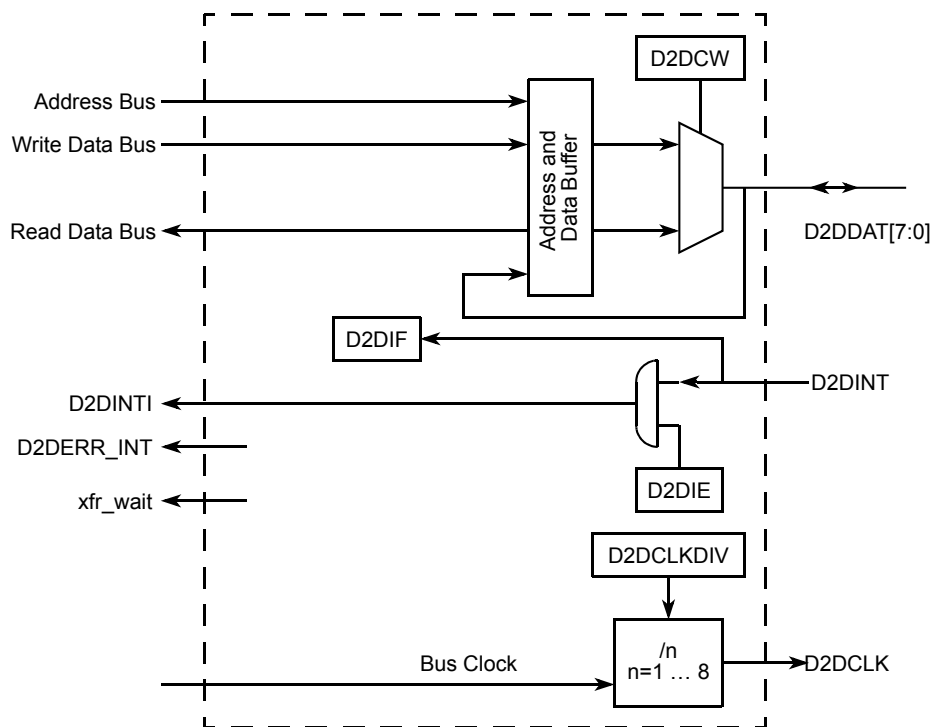 D2DCW
Address Bus
Write Data Bus
Address and
Data Buffer
Read Data Bus
D2DDAT[7:0]
D2DIF
D2DINT
D2DINTI
D2DERR_INT
D2DIE
xfr_wait
D2DCLKDIV
/n
n=1 … 8
Bus Clock
D2DCLK